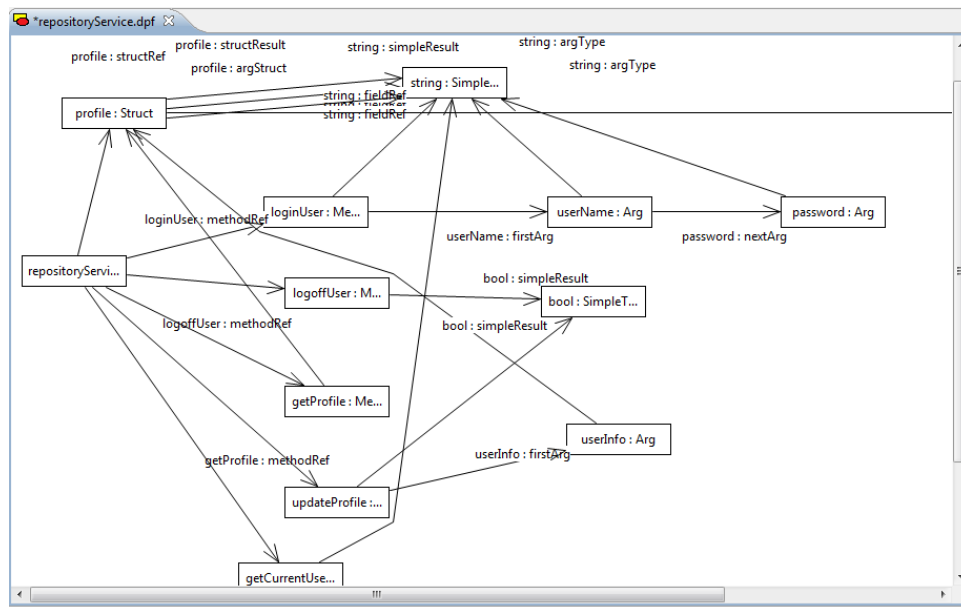 *repositoryService.dpf
profile : structRef
profile : structResult
string : simpleResult
string : argType
profile : argStruct
string : argType
string : Simple...
string : fieldRef
string : fieldRef
profile : Struct
loginUser : Me...
userName : Arg
password : Arg
loginUser : methodRef
userName : firstArg
password : nextArg
repositoryServi...
bool : simpleResult
logoffUser : M...
bool : SimpleT...
logoffUser : methodRef
bool : simpleResult
getProfile : Me...
userInfo : Arg
getProfile : methodRef
userInfo : firstArg
updateProfile :...
getCurrentUse...